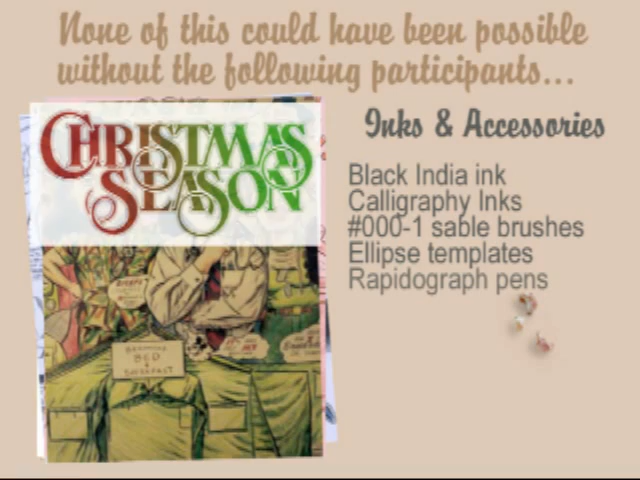 None of this could have been possible
without the following participants...
Inks & Accessories
CHRISTMAS
SEASON
Black India ink
Calligraphy Inks
#000-1 sable brushes
Ellipse templates
Rapidograph pens
BED
&
BREAKFAST